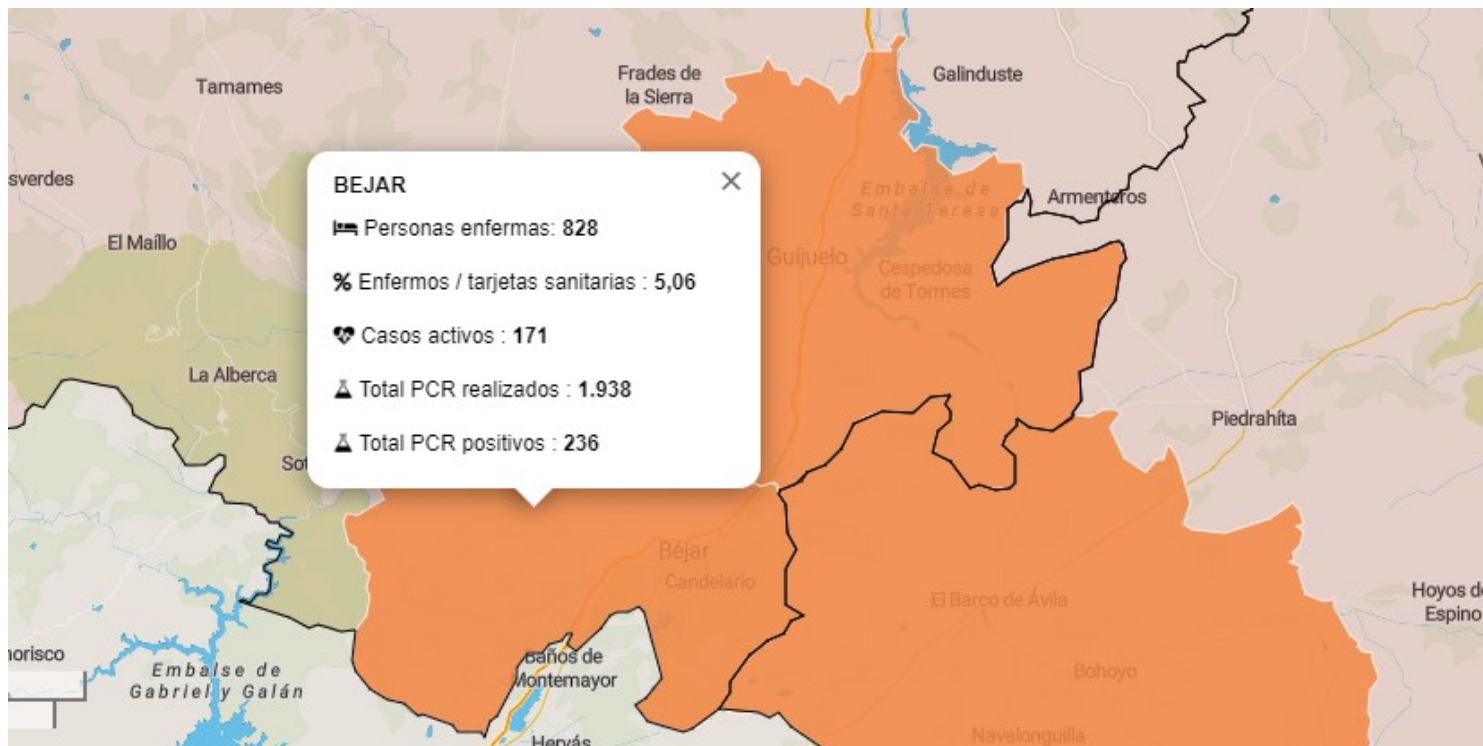 Tamames
Frades de
la Sierra
Galinduste
sverdes
El Maíllo
BEJAR
Personas enfermas: 828
% Enfermos / tarjetas sanitarias : 5,06
Casos activos : 171
Total PCR realizados : 1.938
Total PCR positivos : 236
Embalse de
Santa Teresa
Armenteros
Guijuelo
Cespedosa
de Tormes
La Alberca
Piedrahíta
Sot
Béjar
Candelario
El Barco de Ávila
Hoyos de
Espino
norisco
Embalse de
Gabriel y Galán
Baños de
Montemayor
Bohoyo
Hervás
Navalonguilla